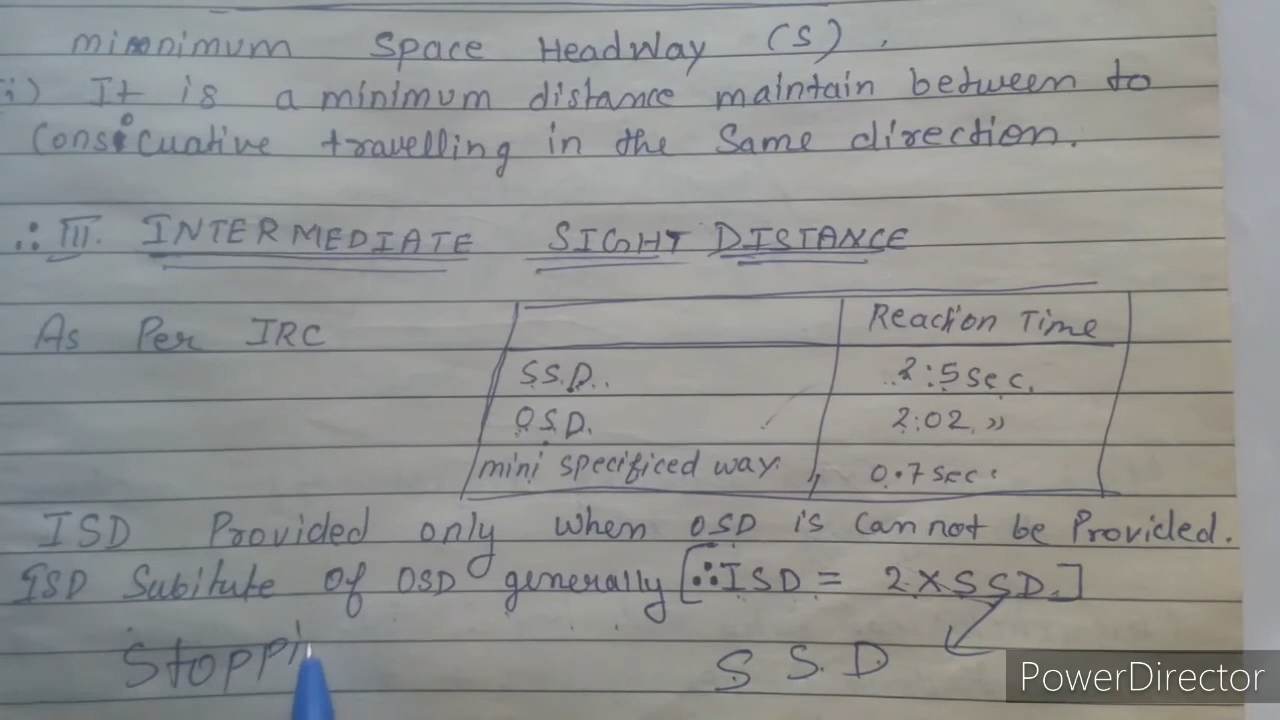 mimnimum Space Headway (S).
i) It is a minimum distance maintain between to
Consicuative travelling in the Same direction.
∴ III. INTERMEDIATE SIGHT DISTANCE
As Per IRC
Reaction Time
S.S.D. 2:5 Sec.
O.S.D. 2:02 〃
mini specificed way. 0.7 sec.
ISD Provided only when OSD is can not be Provided.
ISD Subitute Of OSD generally [∴ ISD = 2 X SSD.]
Stoppi S S. D
PowerDirector